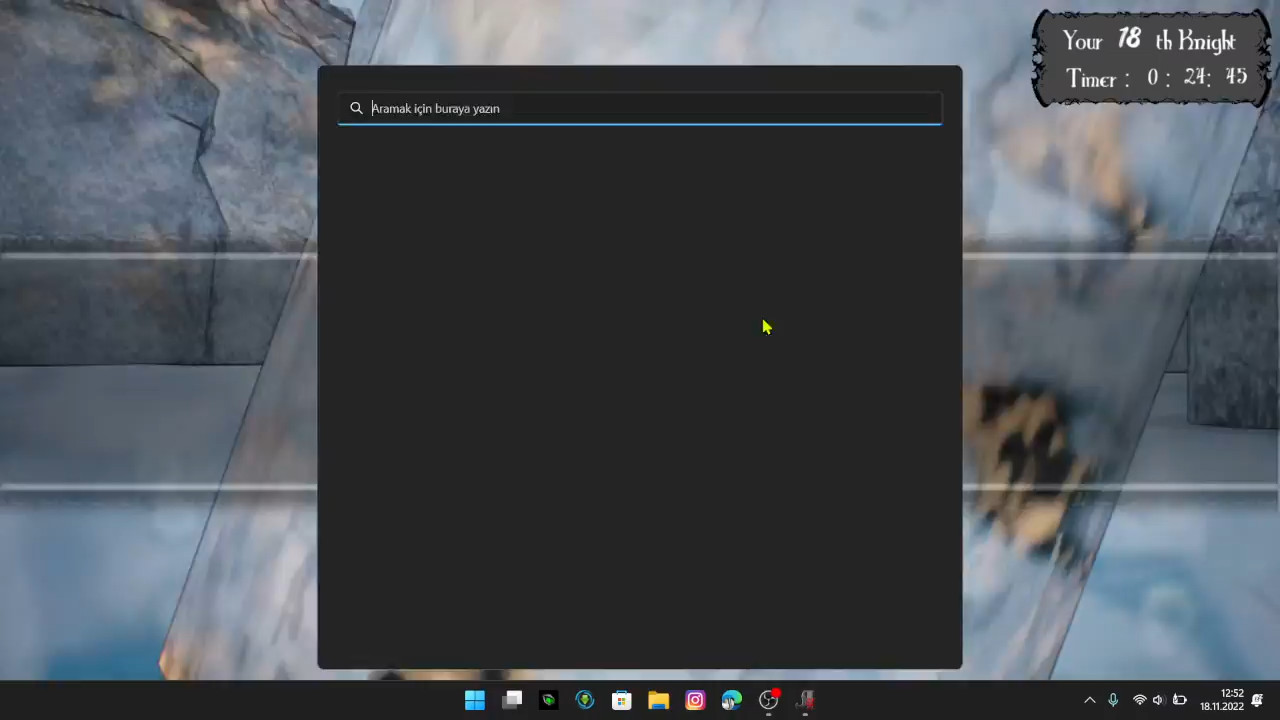 Your 18 th Knight
Timer : 0 : 24: 45
Aramak için buraya yazın
12:52
18.11.2022